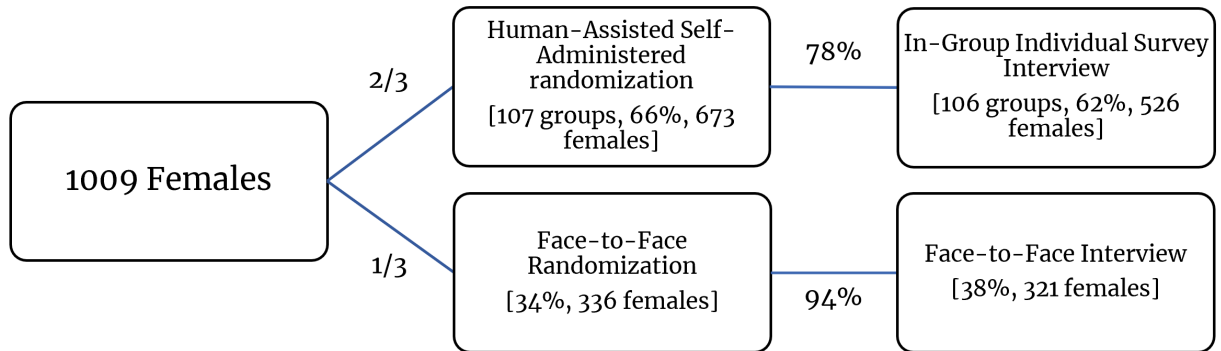 1009 Females
2/3
1/3
Human-Assisted Self-
Administered
randomization
[107 groups, 66%, 673
females]
78%
In-Group Individual Survey
Interview
[106 groups, 62%, 526
females]
Face-to-Face
Randomization
[34%, 336 females]
94%
Face-to-Face Interview
[38%, 321 females]